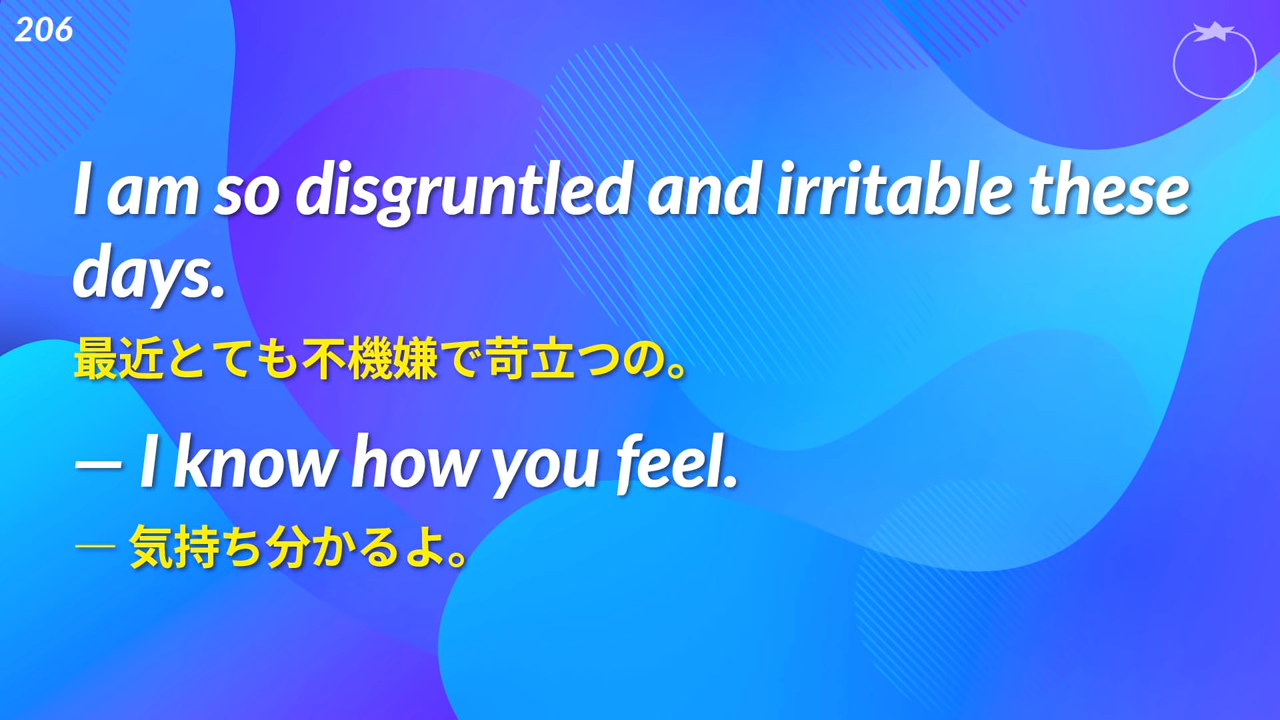 206
I am so disgruntled and irritable these
days.
最近とても不機嫌で苛立つの。
— I know how you feel.
— 気持ち分かるよ。